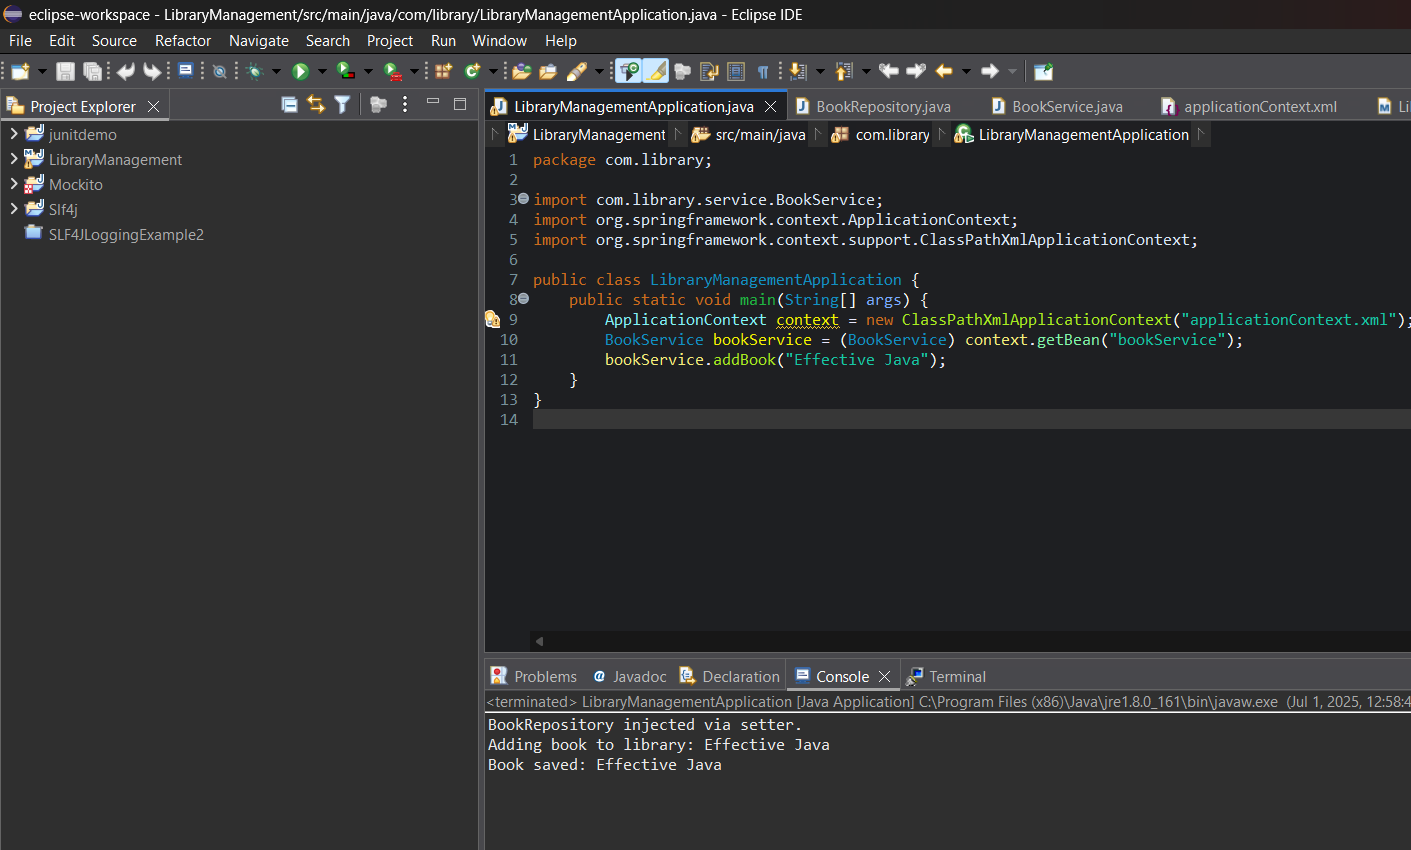 eclipse-workspace - LibraryManagement/src/main/java/com/library/LibraryManagementApplication.java - Eclipse IDE
File Edit Source Refactor Navigate Search Project Run Window Help
Project Explorer
junitdemo
LibraryManagement
Mockito
Slf4j
SLF4JLoggingExample2
LibraryManagementApplication.java BookRepository.java BookService.java applicationContext.xml Li
LibraryManagement src/main/java com.library LibraryManagementApplication
1 package com.library;
2
3 import com.library.service.BookService;
4 import org.springframework.context.ApplicationContext;
5 import org.springframework.context.support.ClassPathXmlApplicationContext;
6
7 public class LibraryManagementApplication {
8 public static void main(String[] args) {
9 ApplicationContext context = new ClassPathXmlApplicationContext("applicationContext.xml");
10 BookService bookService = (BookService) context.getBean("bookService");
11 bookService.addBook("Effective Java");
12 }
13 }
14
Problems @ Javadoc Declaration Console Terminal
<terminated> LibraryManagementApplication [Java Application] C:\Program Files (x86)\Java\jre1.8.0_161\bin\javaw.exe (Jul 1, 2025, 12:58:4
BookRepository injected via setter.
Adding book to library: Effective Java
Book saved: Effective Java